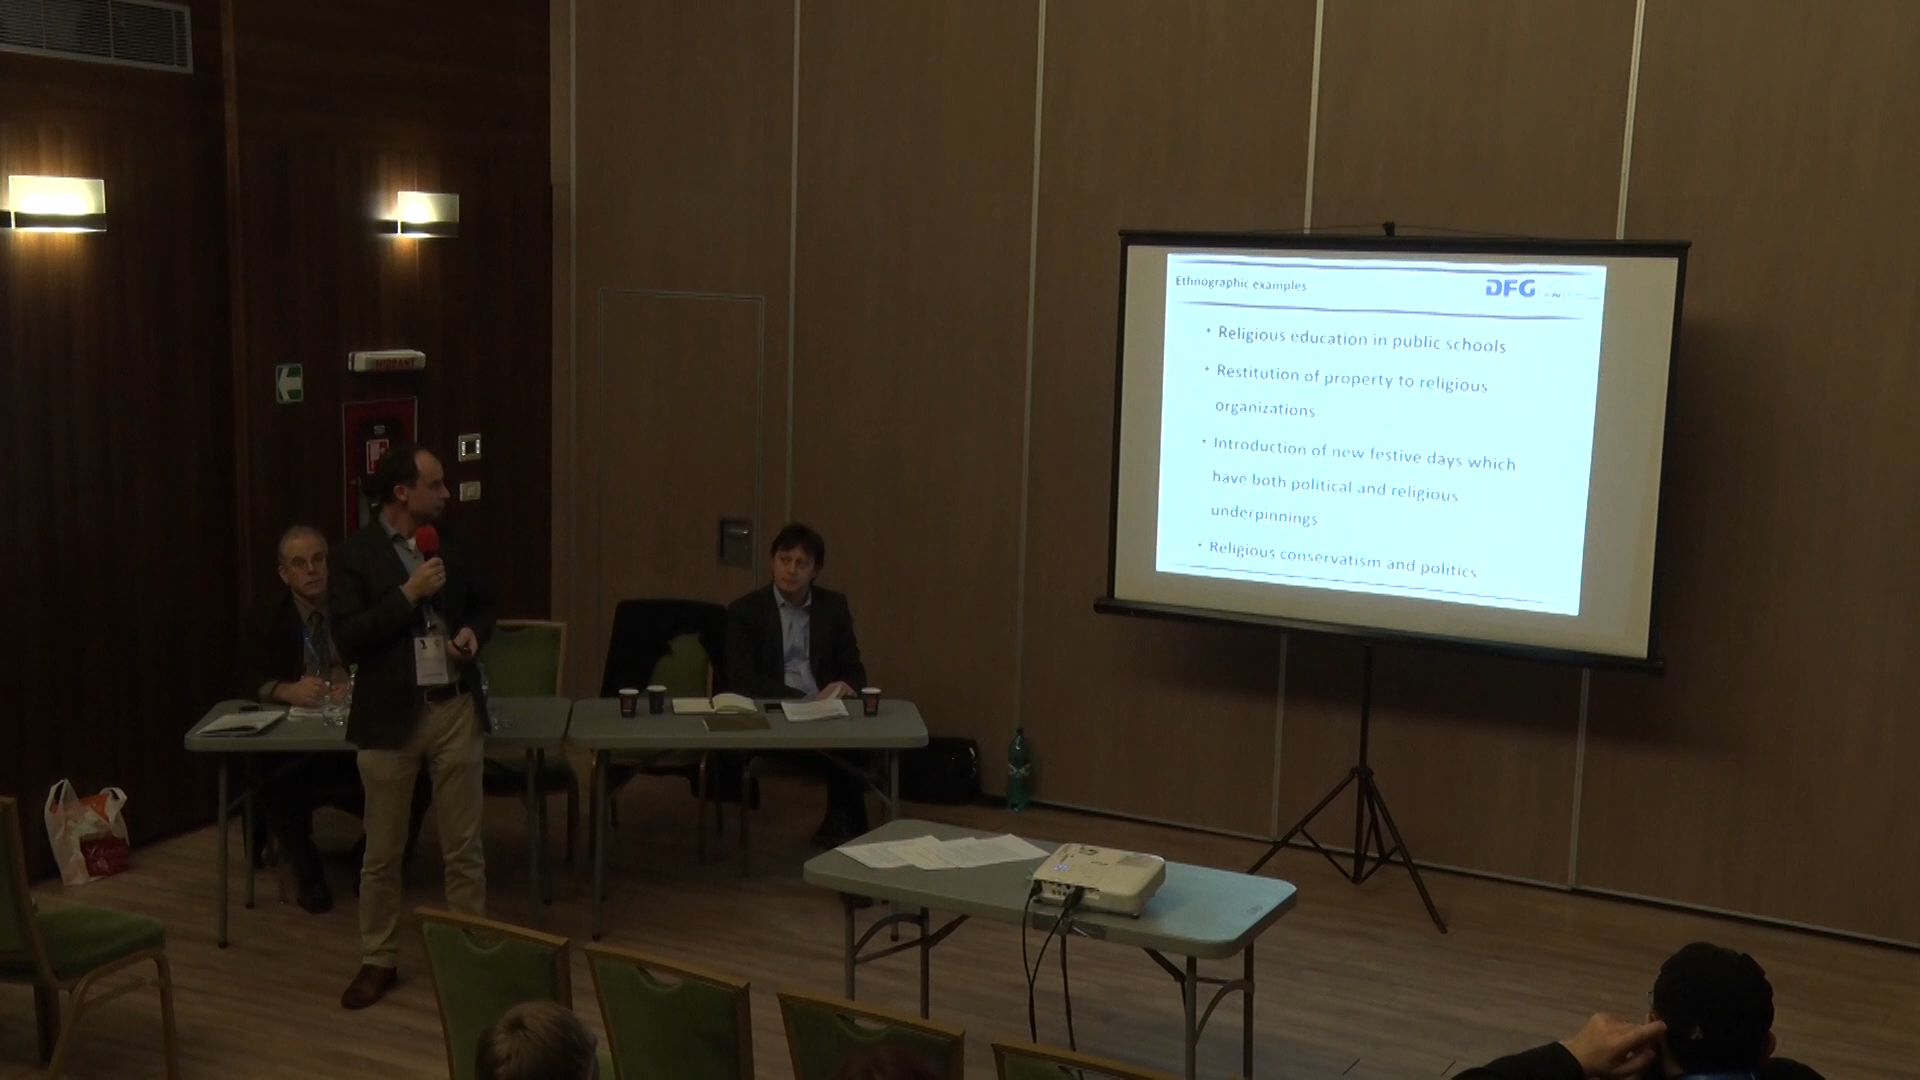 HIDRANT
Ethnographic examples
DFG
• Religious education in public schools
• Restitution of property to religious
organizations
• Introduction of new festive days which
have both political and religious
underpinnings
• Religious conservatism and politics